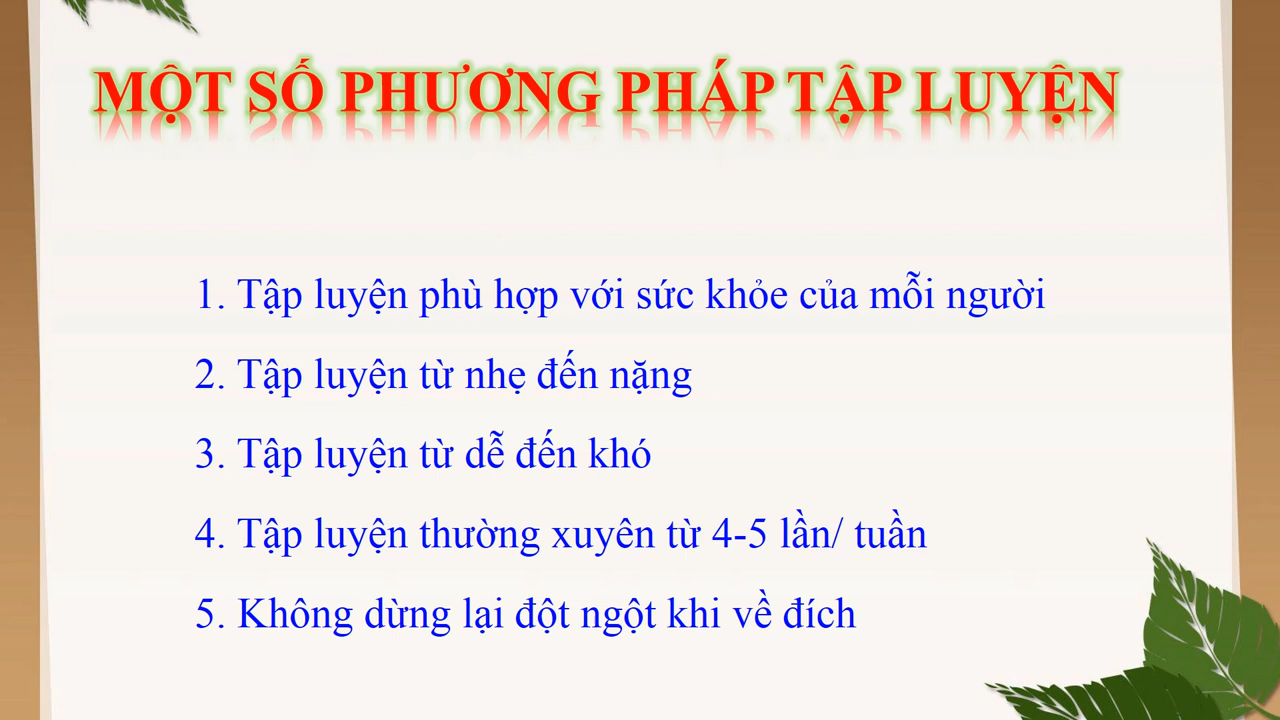 MỘT SỐ PHƯƠNG PHÁP TẬP LUYỆN
1. Tập luyện phù hợp với sức khỏe của mỗi người
2. Tập luyện từ nhẹ đến nặng
3. Tập luyện từ dễ đến khó
4. Tập luyện thường xuyên từ 4-5 lần/ tuần
5. Không dừng lại đột ngột khi về đích